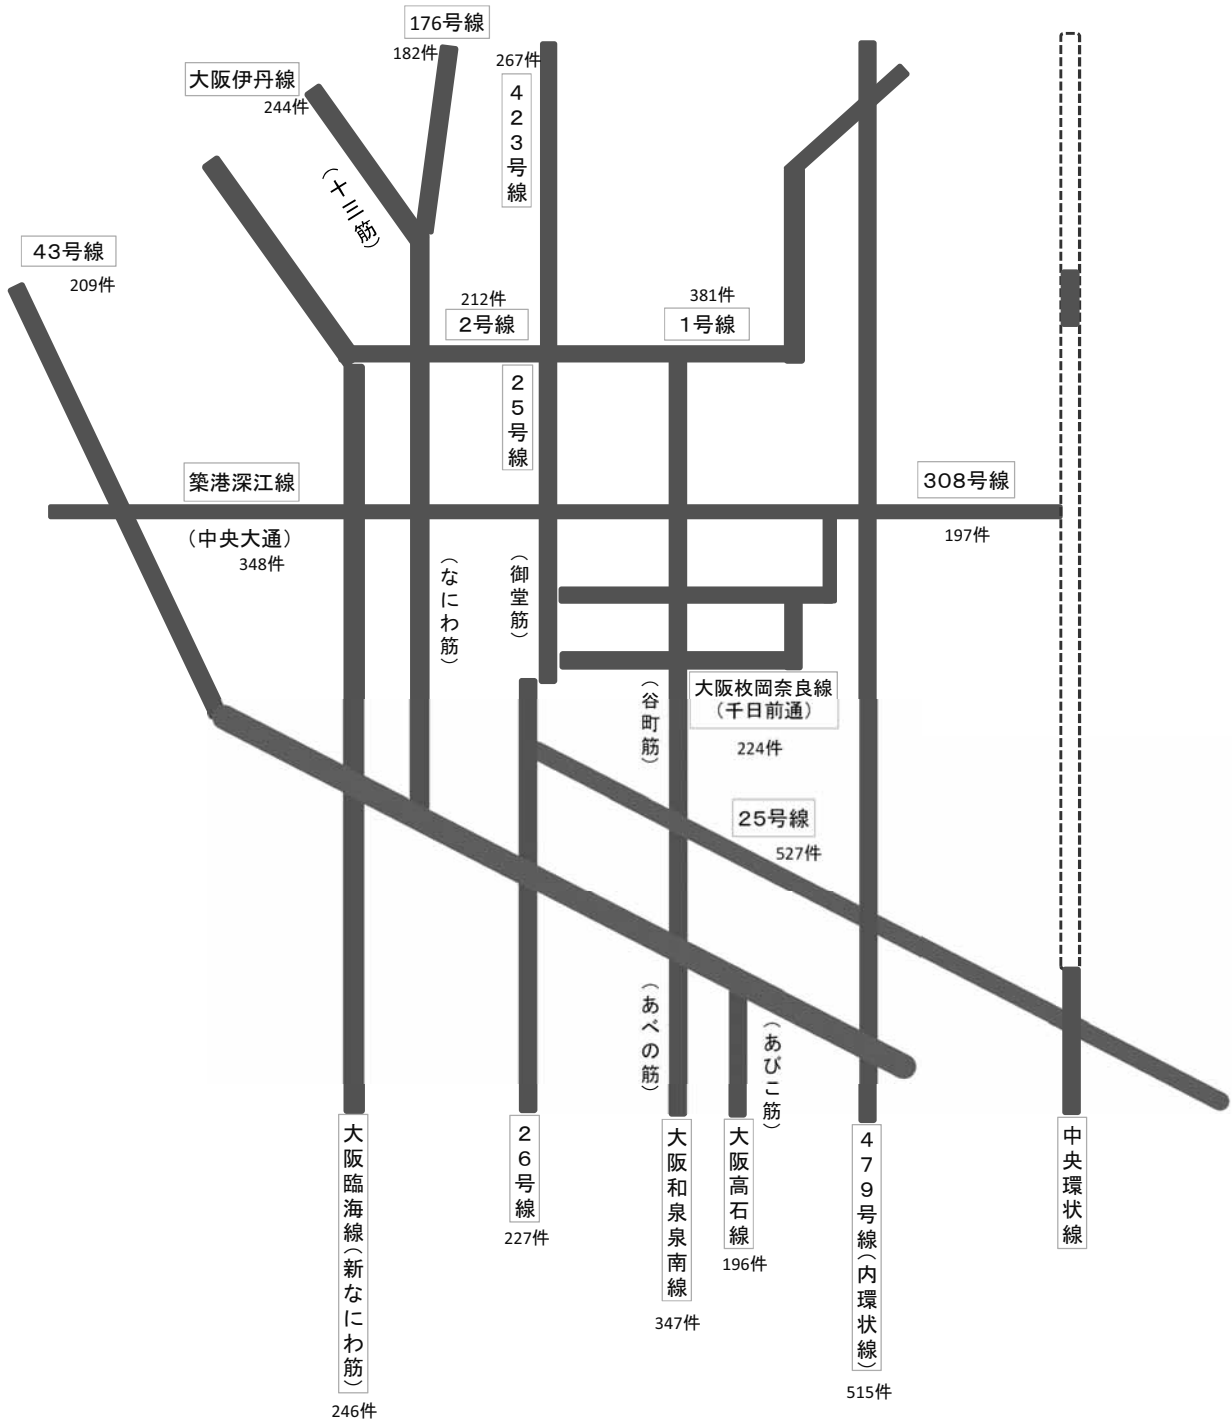 176号線
182件
大阪伊丹線
244件
267件
423号線
(十三筋)
43号線
209件
212件
2号線
381件
1号線
25号線
築港深江線
(中央大通)
348件
308号線
197件
(なにわ筋)
(御堂筋)
大阪枚岡奈良線
(千日前通)
224件
(谷町筋)
25号線
527件
(あべの筋)
(あびこ筋)
大阪臨海線(新なにわ筋)
246件
26号線
227件
大阪和泉泉南線
347件
大阪高石線
196件
479号線(内環状線)
515件
中央環状線